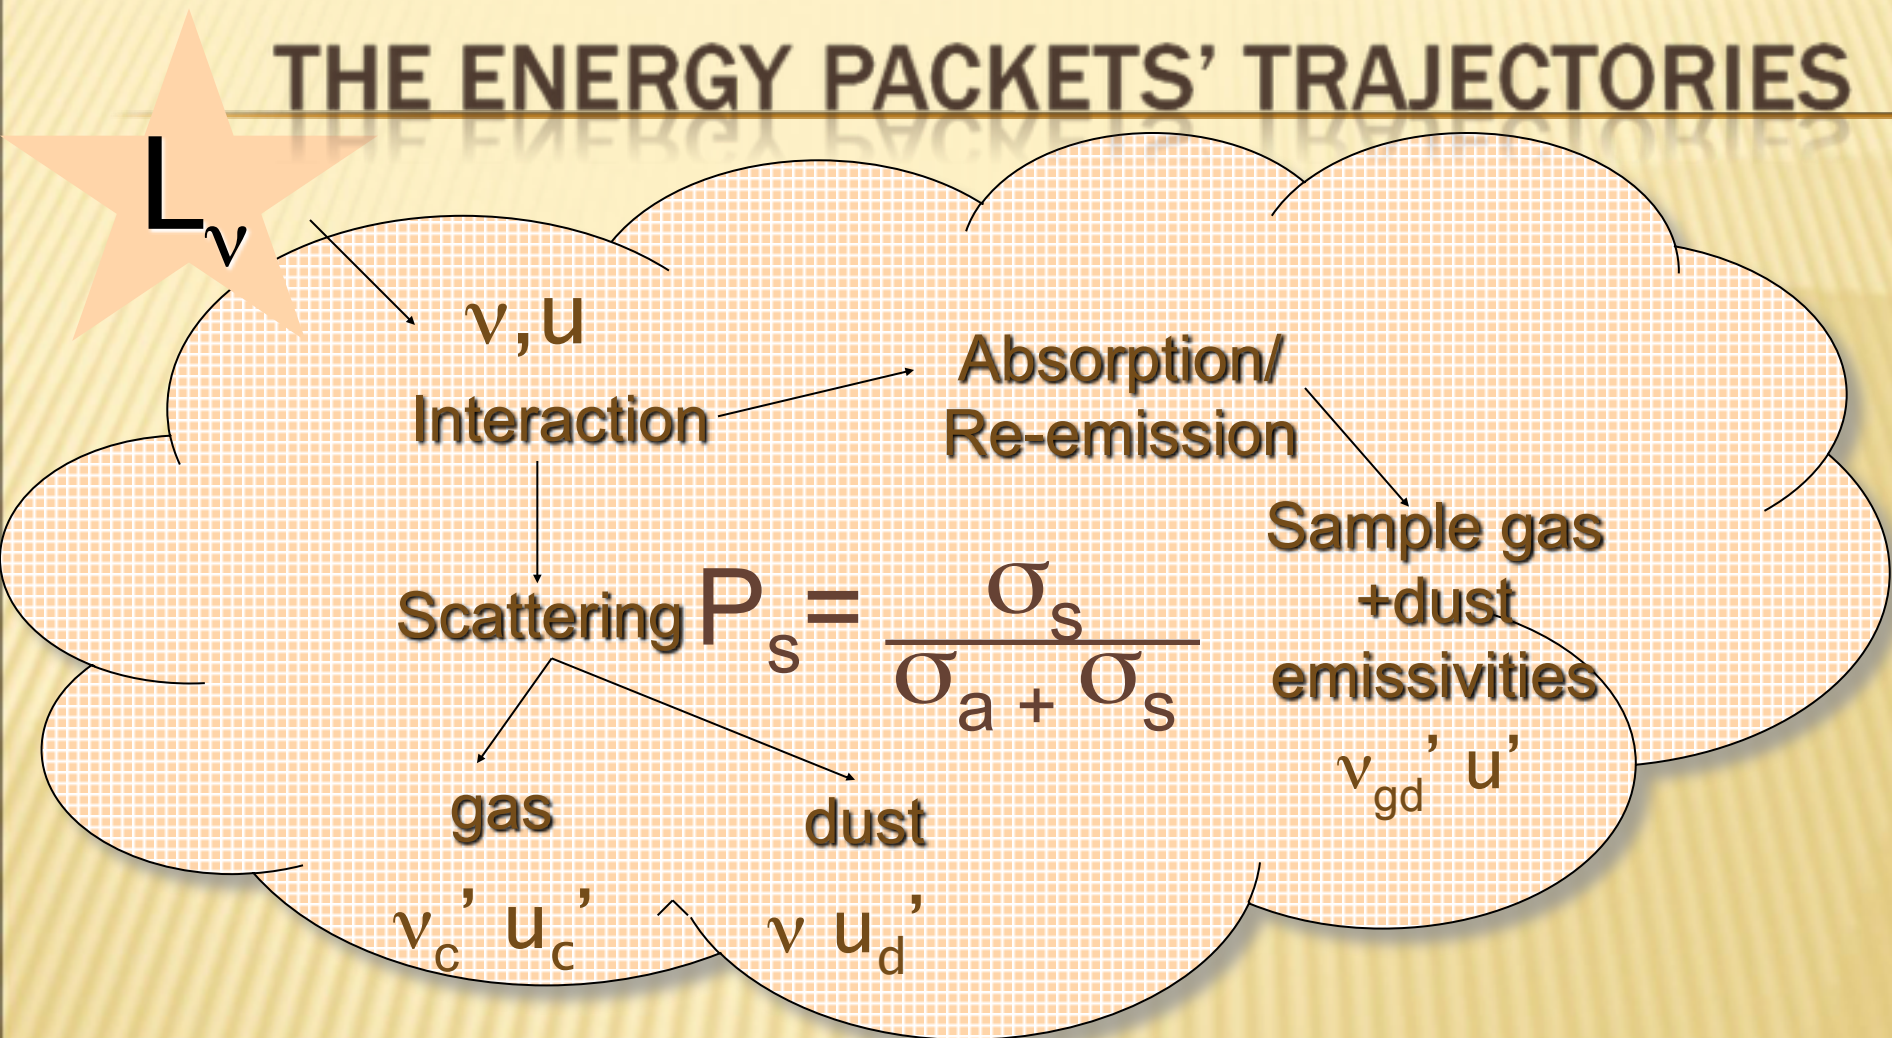 THE ENERGY PACKETS’ TRAJECTORIES
Lν
ν,u
Interaction
Absorption/
Re-emission
Scattering
Ps = σs / σa + σs
Sample gas
+dust
emissivities
νgd’ u’
gas
dust
νc’ uc’
ν ud’